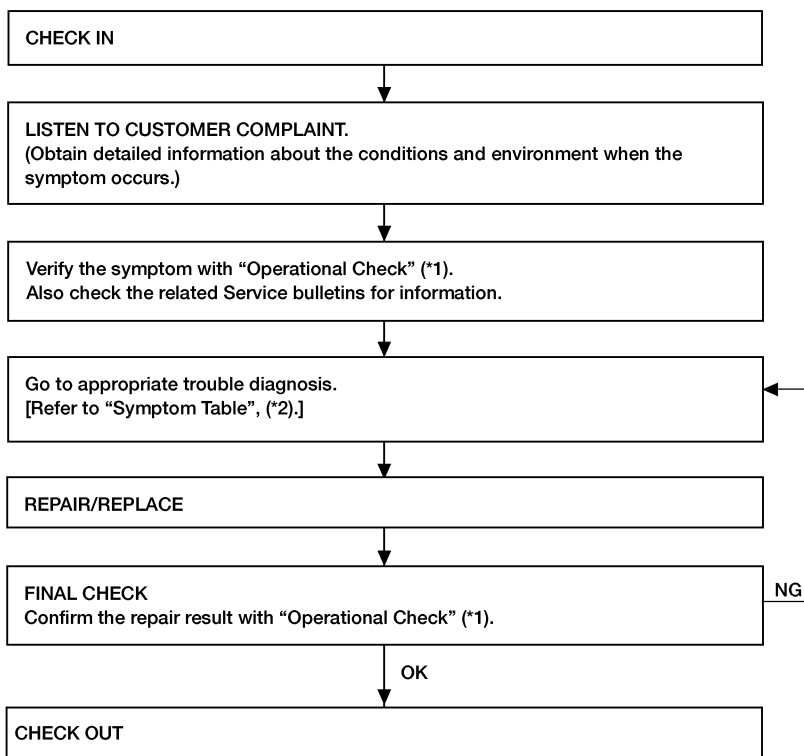 CHECK IN
LISTEN TO CUSTOMER COMPLAINT.
(Obtain detailed information about the conditions and environment when the
symptom occurs.)
Verify the symptom with “Operational Check” (*1).
Also check the related Service bulletins for information.
Go to appropriate trouble diagnosis.
[Refer to “Symptom Table”, (*2).]
REPAIR/REPLACE
FINAL CHECK
Confirm the repair result with “Operational Check” (*1).
NG
OK
CHECK OUT